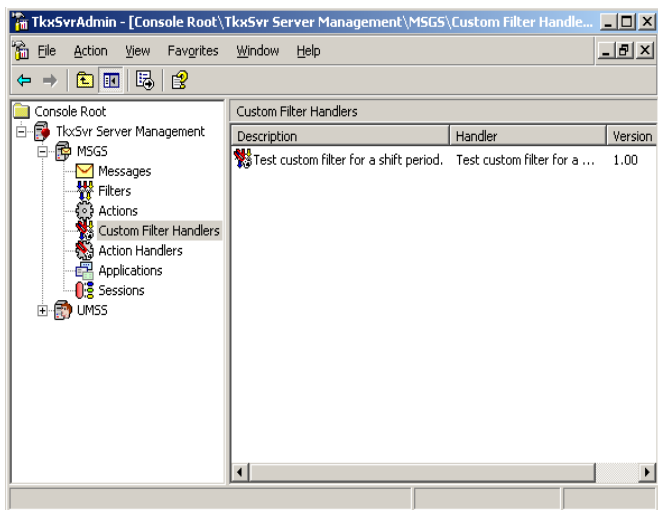 TkxSvrAdmin - [Console Root\TkxSvr Server Management\MSGS\Custom Filter Handle...
File Action View Favorites Window Help
Console Root
TkxSvr Server Management
MSGS
Messages
Filters
Actions
Custom Filter Handlers
Action Handlers
Applications
Sessions
UMSS
Custom Filter Handlers
Description Handler Version
Test custom filter for a shift period. Test custom filter for a ... 1.00